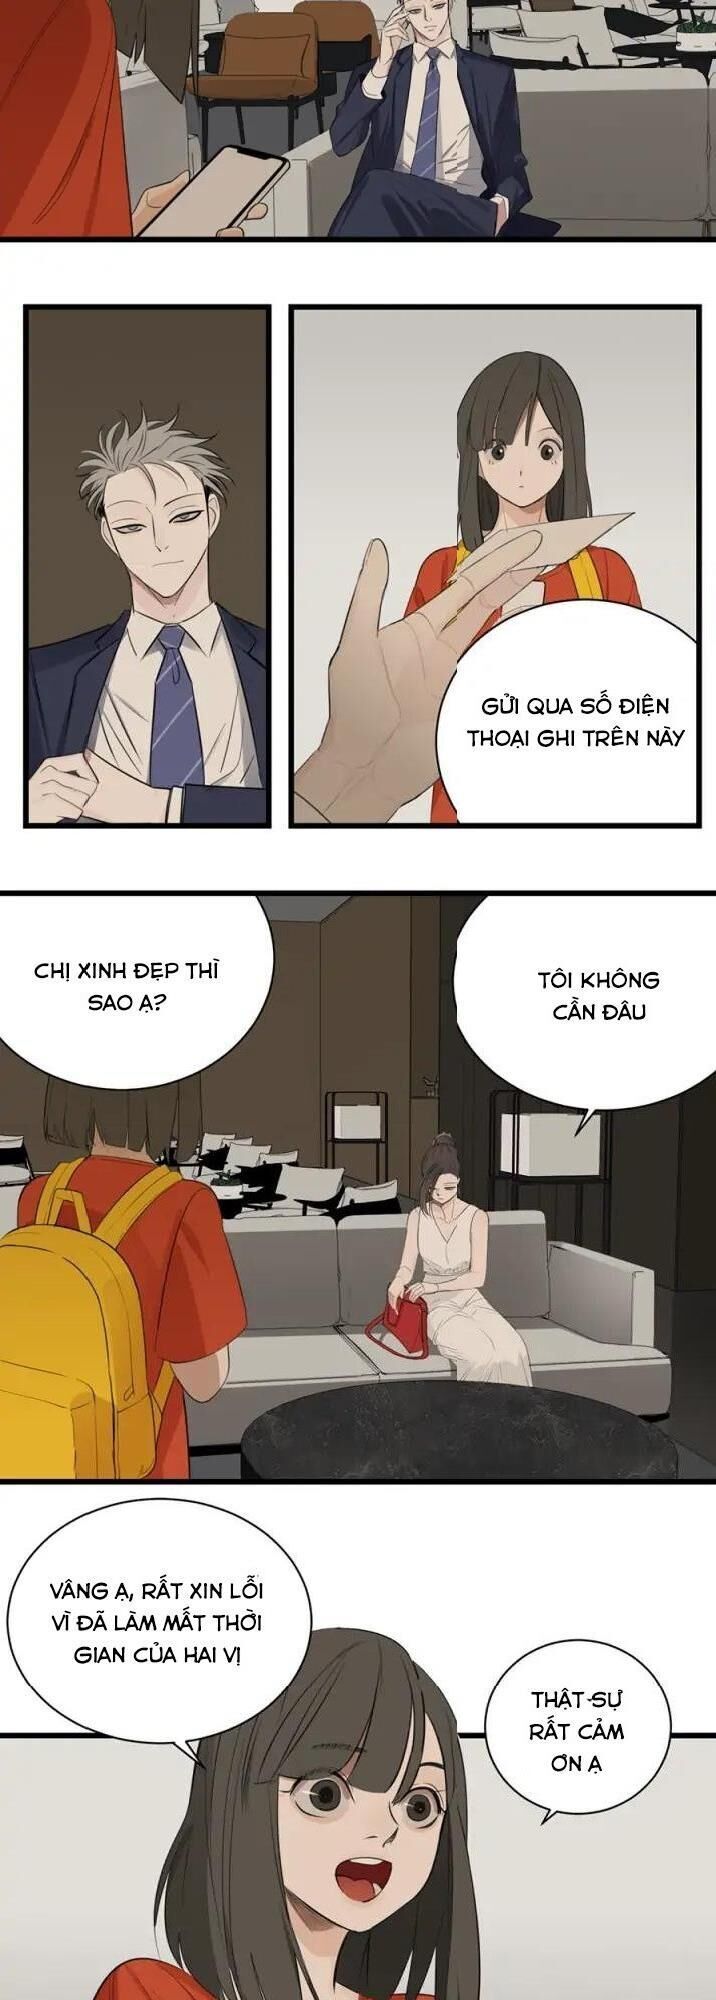 GỬI QUA SỐ ĐIỆN
THOẠI GHI TRÊN NÀY
CHỊ XINH ĐẸP THÌ
SAO Ạ?
TÔI KHÔNG
CẦN ĐÂU
VÂNG Ạ, RẤT XIN LỖI
VÌ ĐÃ LÀM MẤT THỜI
GIAN CỦA HAI VỊ
THẬT SỰ
RẤT CẢM
ƠN Ạ